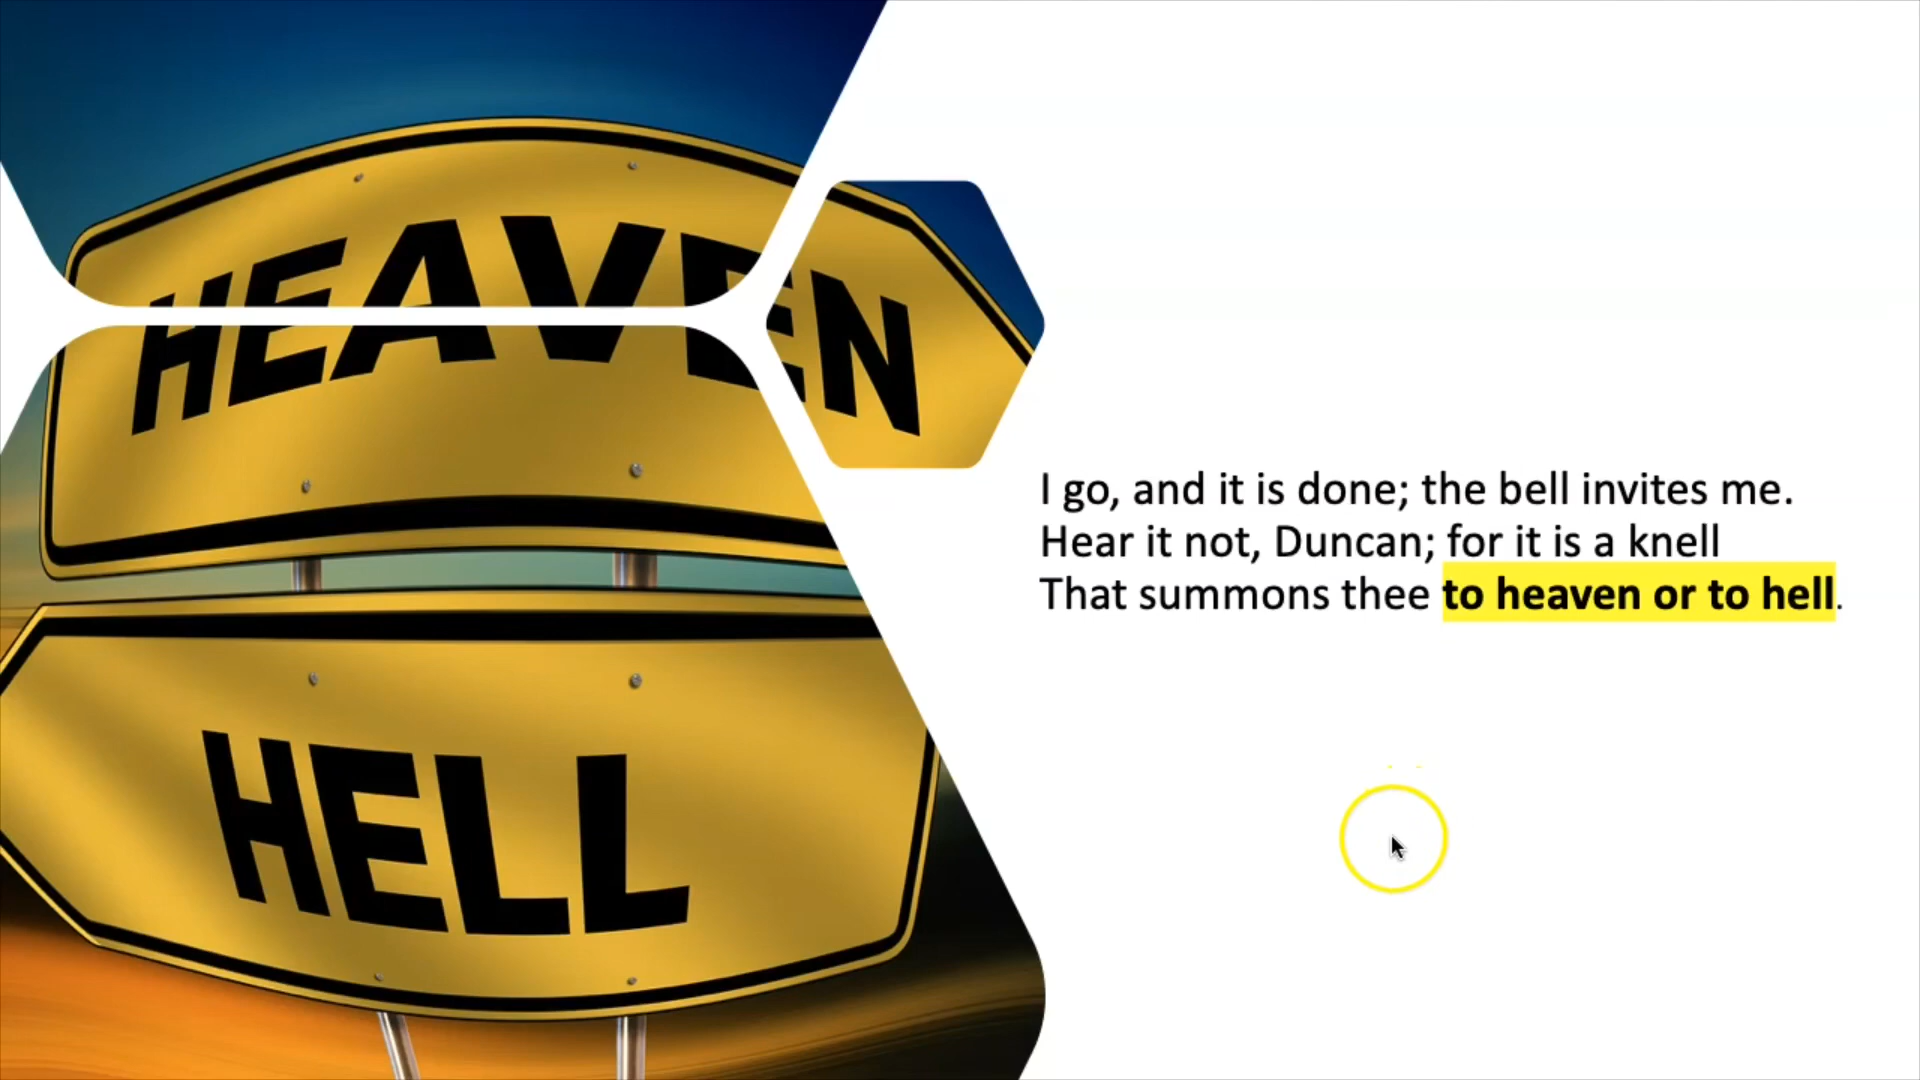 HEAVEN
HELL
I go, and it is done; the bell invites me.
Hear it not, Duncan; for it is a knell
That summons thee to heaven or to hell.